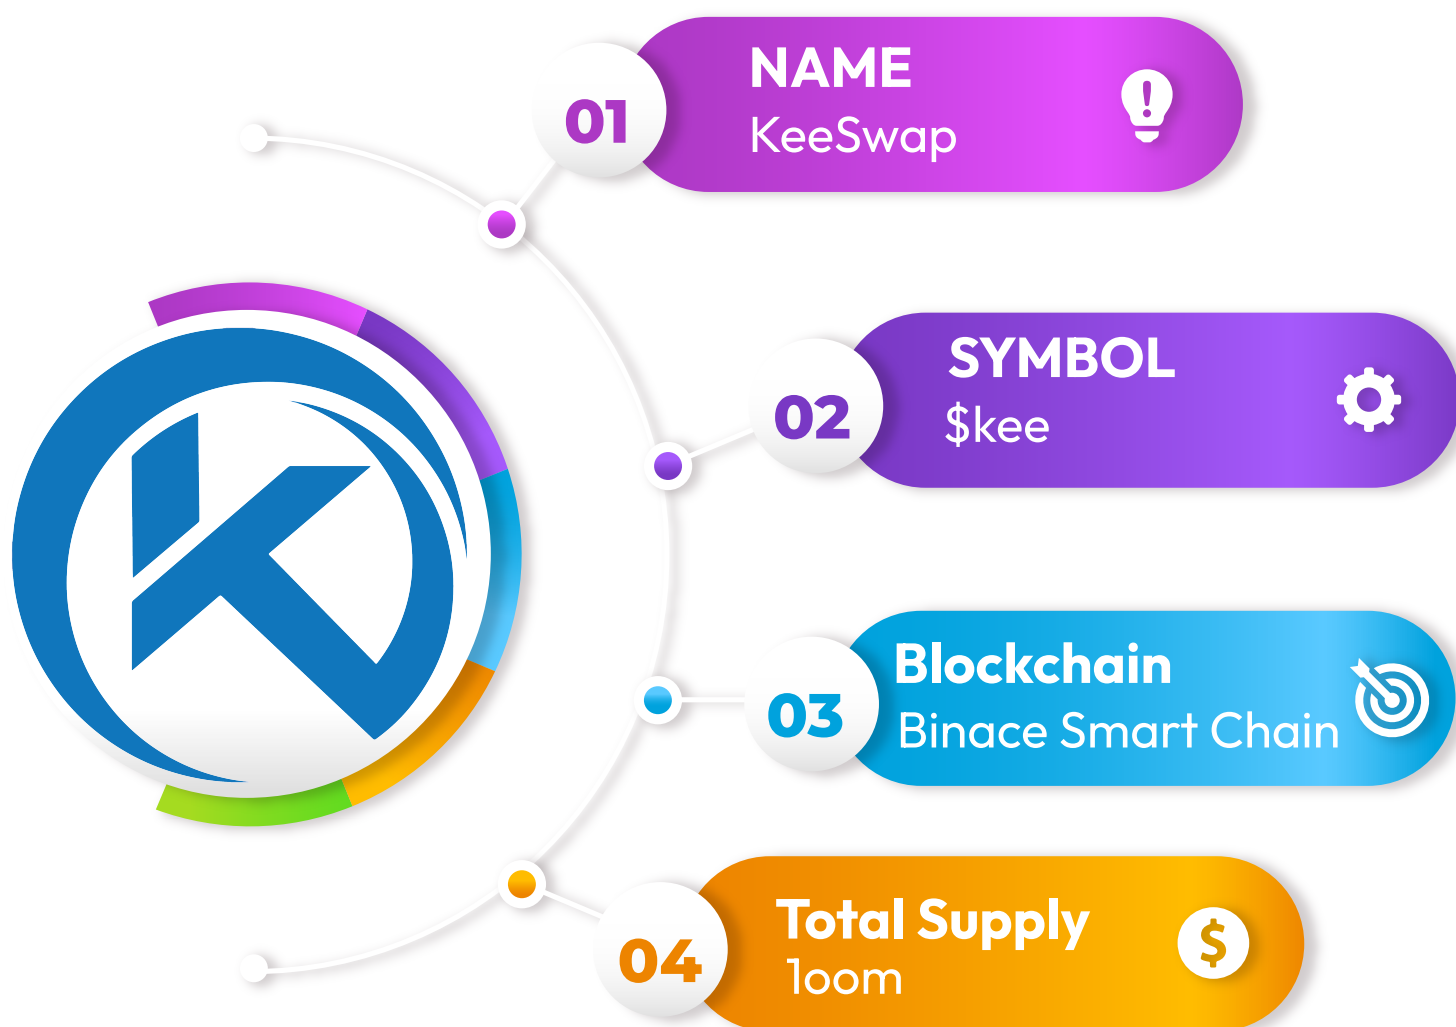 01
NAME
KeeSwap
02
SYMBOL
$kee
03
Blockchain
Binace Smart Chain
04
Total Supply
1oom